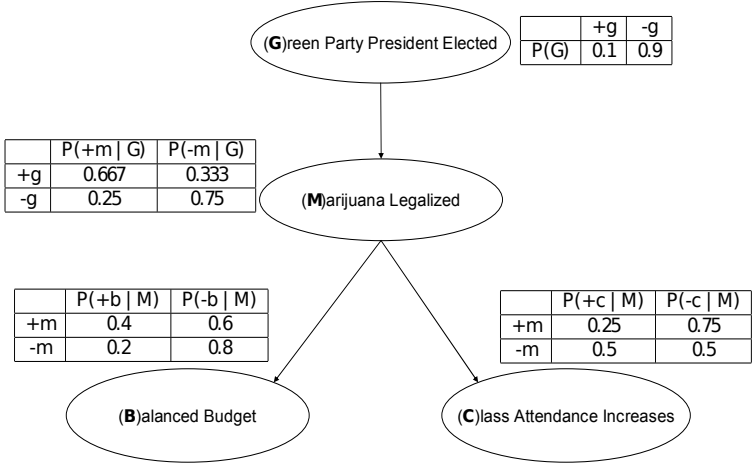 (G)reen Party President Elected
+g -g
P(G) 0.1 0.9
P(+m | G) P(-m | G)
+g 0.667 0.333
-g 0.25 0.75
(M)arijuana Legalized
P(+b | M) P(-b | M)
+m 0.4 0.6
-m 0.2 0.8
P(+c | M) P(-c | M)
+m 0.25 0.75
-m 0.5 0.5
(B)alanced Budget
(C)lass Attendance Increases